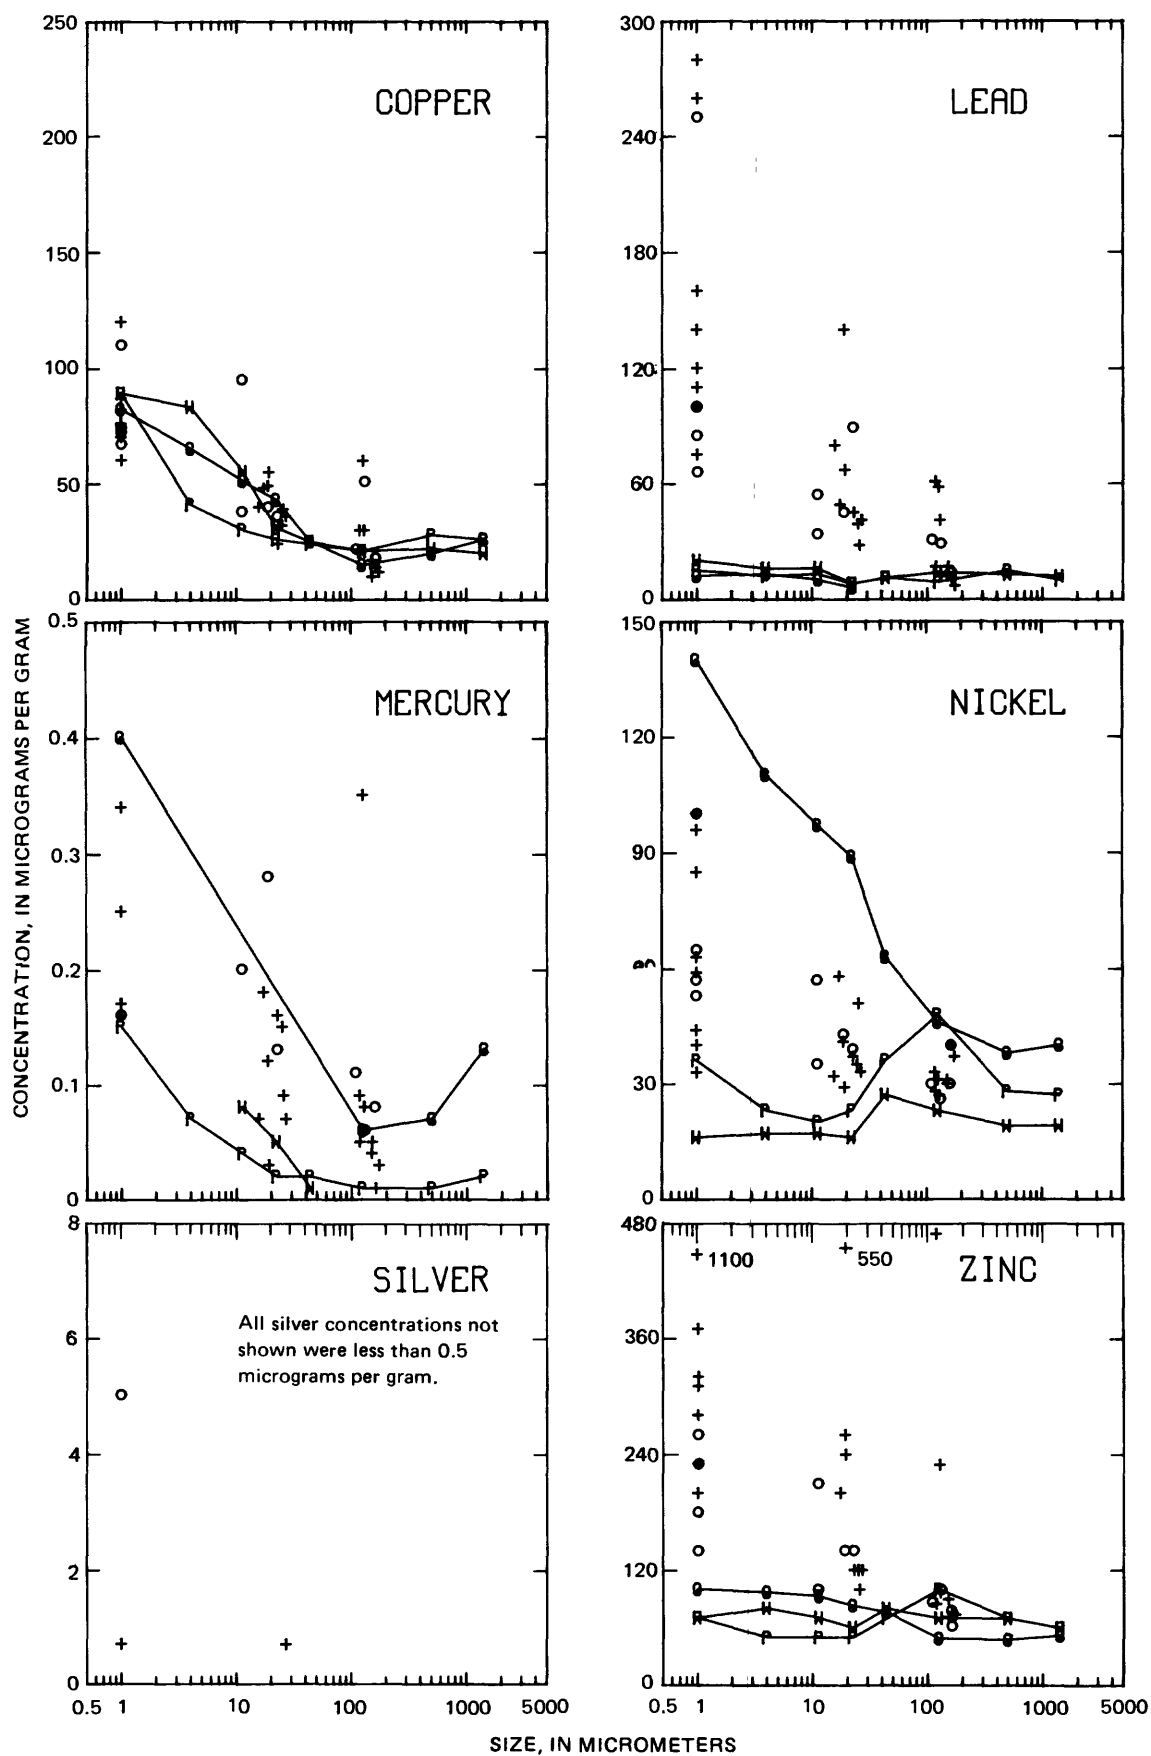 250
200
150
100
50
0
COPPER
300
240
180
120
60
0
LEAD
CONCENTRATION, IN MICROGRAMS PER GRAM
0.5
0.4
0.3
0.2
0.1
0
MERCURY
150
120
90
30
0
NICKEL
8
6
4
2
0
SILVER
All silver concentrations not
shown were less than 0.5
micrograms per gram.
0.5 1 10 100 1000 5000
480
360
240
120
0
1100
550
ZINC
0.5 1 10 100 1000 5000
SIZE, IN MICROMETERS